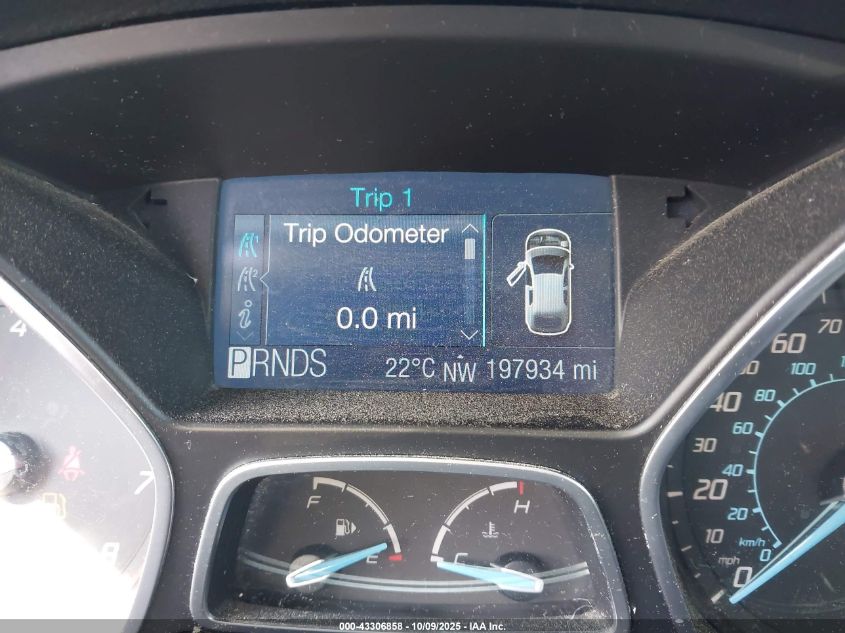 Trip 1
Trip Odometer
1
2
i
0.0 mi
PRNDS 22°C NW 197934 mi
4
7
8
F
E
H
C
70
60
50
40
30
20
10
0
mph
100
80
60
40
20
0
km/h
000-43306858 - 10/09/2025 - IAA Inc.